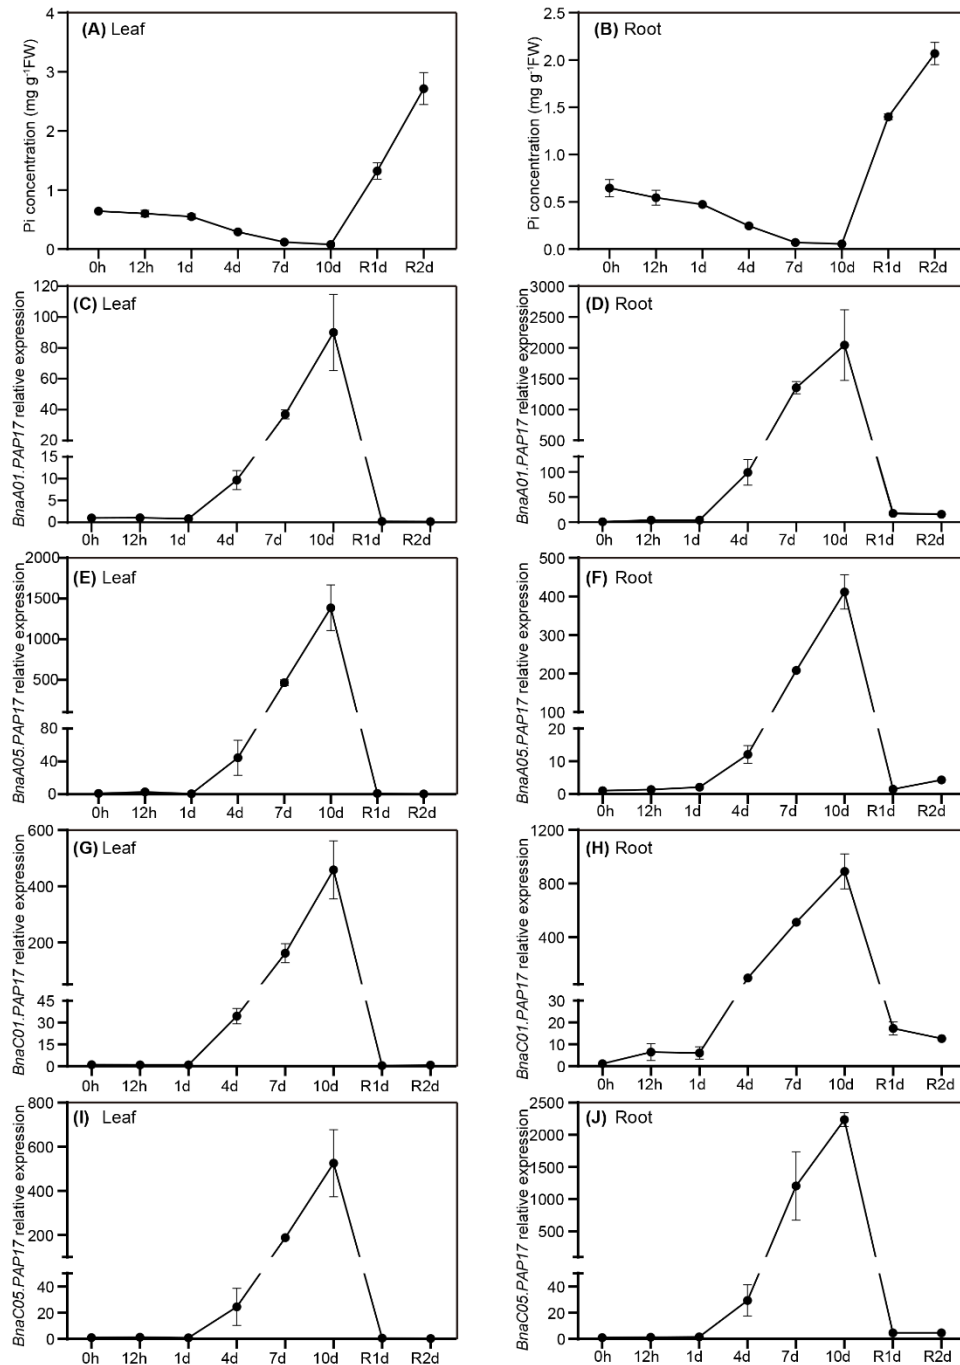 (A) Leaf
Pi concentration (mg g⁻¹FW)
4
3
2
1
0
0h 12h 1d 4d 7d 10d R1d R2d
(B) Root
Pi concentration (mg g⁻¹FW)
2.5
2.0
1.5
1.0
0.5
0.0
0h 12h 1d 4d 7d 10d R1d R2d
(C) Leaf
BnaA01.PAP17 relative expression
120
100
80
60
40
20
15
10
5
0
0h 12h 1d 4d 7d 10d R1d R2d
(D) Root
BnaA01.PAP17 relative expression
3000
2500
2000
1500
1000
500
100
50
0
0h 12h 1d 4d 7d 10d R1d R2d
(E) Leaf
BnaA05.PAP17 relative expression
2000
1500
1000
500
80
40
0
0h 12h 1d 4d 7d 10d R1d R2d
(F) Root
BnaA05.PAP17 relative expression
500
400
300
200
100
20
10
0
0h 12h 1d 4d 7d 10d R1d R2d
(G) Leaf
BnaC01.PAP17 relative expression
600
400
200
45
30
15
0
0h 12h 1d 4d 7d 10d R1d R2d
(H) Root
BnaC01.PAP17 relative expression
1200
800
400
30
20
10
0
0h 12h 1d 4d 7d 10d R1d R2d
(I) Leaf
BnaC05.PAP17 relative expression
800
600
400
200
40
20
0
0h 12h 1d 4d 7d 10d R1d R2d
(J) Root
BnaC05.PAP17 relative expression
2500
2000
1500
1000
500
40
20
0
0h 12h 1d 4d 7d 10d R1d R2d